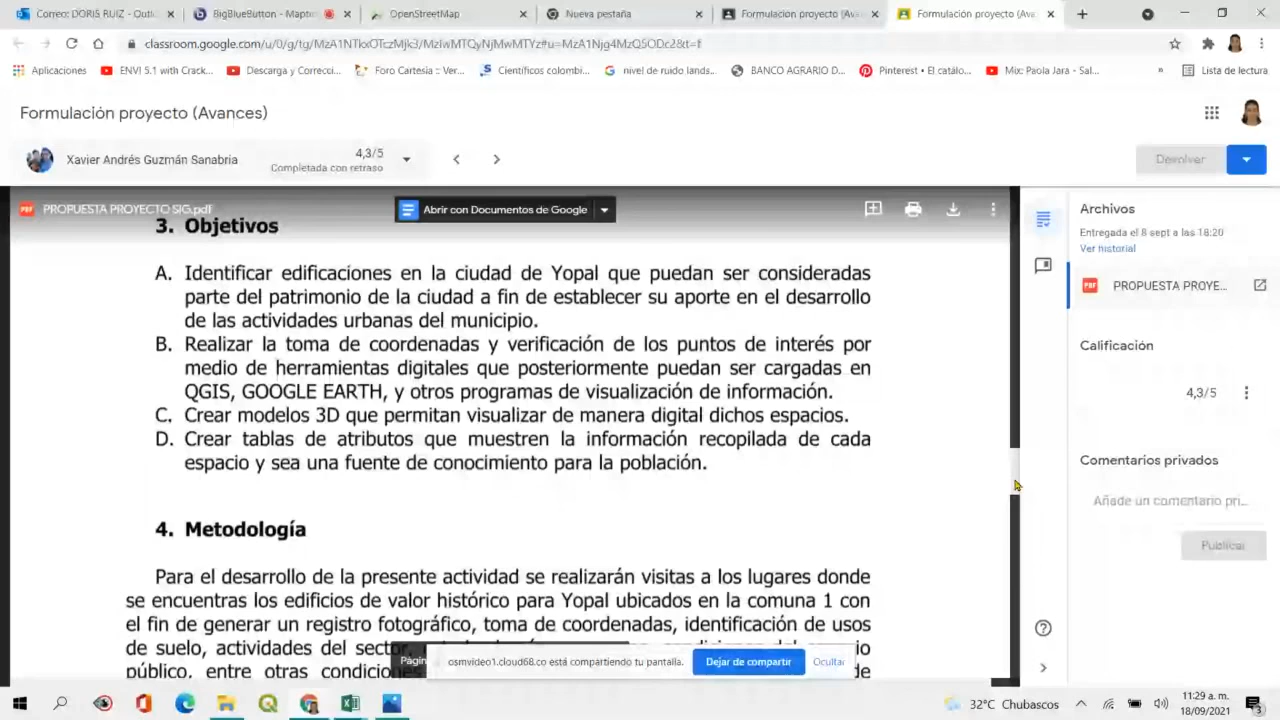 Correo: DORIS RUIZ - Outlo
BigBlueButton - Mapton
OpenStreetMap
Nueva pestaña
Formulación proyecto (Ava
Formulación proyecto (Ava
Aplicaciones
ENVI 5.1 with Crack...
Descarga y Correcci...
Foro Cartesia :: Ver...
Científicos colombi...
nivel de ruido lands...
BANCO AGRARIO D...
Pinterest • El catálo...
Mix: Paola Jara - Sal...
»
Lista de lectura
Formulación proyecto (Avances)
Xavier Andrés Guzmán Sanabria
4,3/5
Completada con retraso
Devolver
PROPUESTA PROYECTO SIG.pdf
Abrir con Documentos de Google
3. Objetivos
A. Identificar edificaciones en la ciudad de Yopal que puedan ser consideradas
parte del patrimonio de la ciudad a fin de establecer su aporte en el desarrollo
de las actividades urbanas del municipio.
B. Realizar la toma de coordenadas y verificación de los puntos de interés por
medio de herramientas digitales que posteriormente puedan ser cargadas en
QGIS, GOOGLE EARTH, y otros programas de visualización de información.
C. Crear modelos 3D que permitan visualizar de manera digital dichos espacios.
D. Crear tablas de atributos que muestren la información recopilada de cada
espacio y sea una fuente de conocimiento para la población.
4. Metodología
Para el desarrollo de la presente actividad se realizarán visitas a los lugares donde
se encuentras los edificios de valor histórico para Yopal ubicados en la comuna 1 con
el fin de generar un registro fotográfico, toma de coordenadas, identificación de usos
de suelo, actividades del sector,
público, entre otras condicion
de
Págin
osmvideo1.cloud68.co está compartiendo tu pantalla.
Dejar de compartir
Ocultar
Archivos
Entregada el 8 sept a las 18:20
Ver historial
PDF
PROPUESTA PROYE...
Calificación
4,3/5
Comentarios privados
Añade un comentario pri...
Publicar
32°C Chubascos
11:29 a. m.
18/09/2021
3